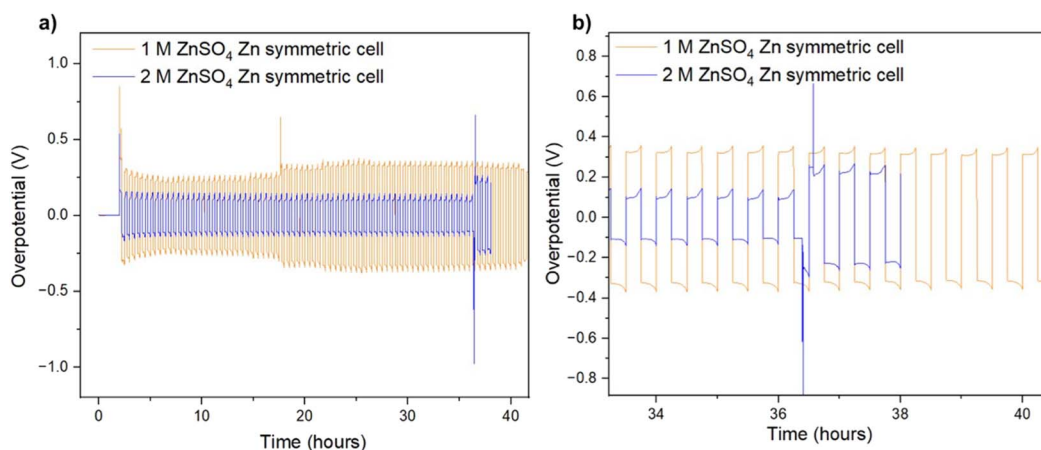 a)
1 M ZnSO₄ Zn symmetric cell
2 M ZnSO₄ Zn symmetric cell
1.0
0.5
0.0
−0.5
−1.0
Overpotential (V)
0 10 20 30 40
Time (hours)
b)
1 M ZnSO₄ Zn symmetric cell
2 M ZnSO₄ Zn symmetric cell
0.8
0.6
0.4
0.2
0.0
−0.2
−0.4
−0.6
−0.8
Overpotential (V)
34 36 38 40
Time (hours)